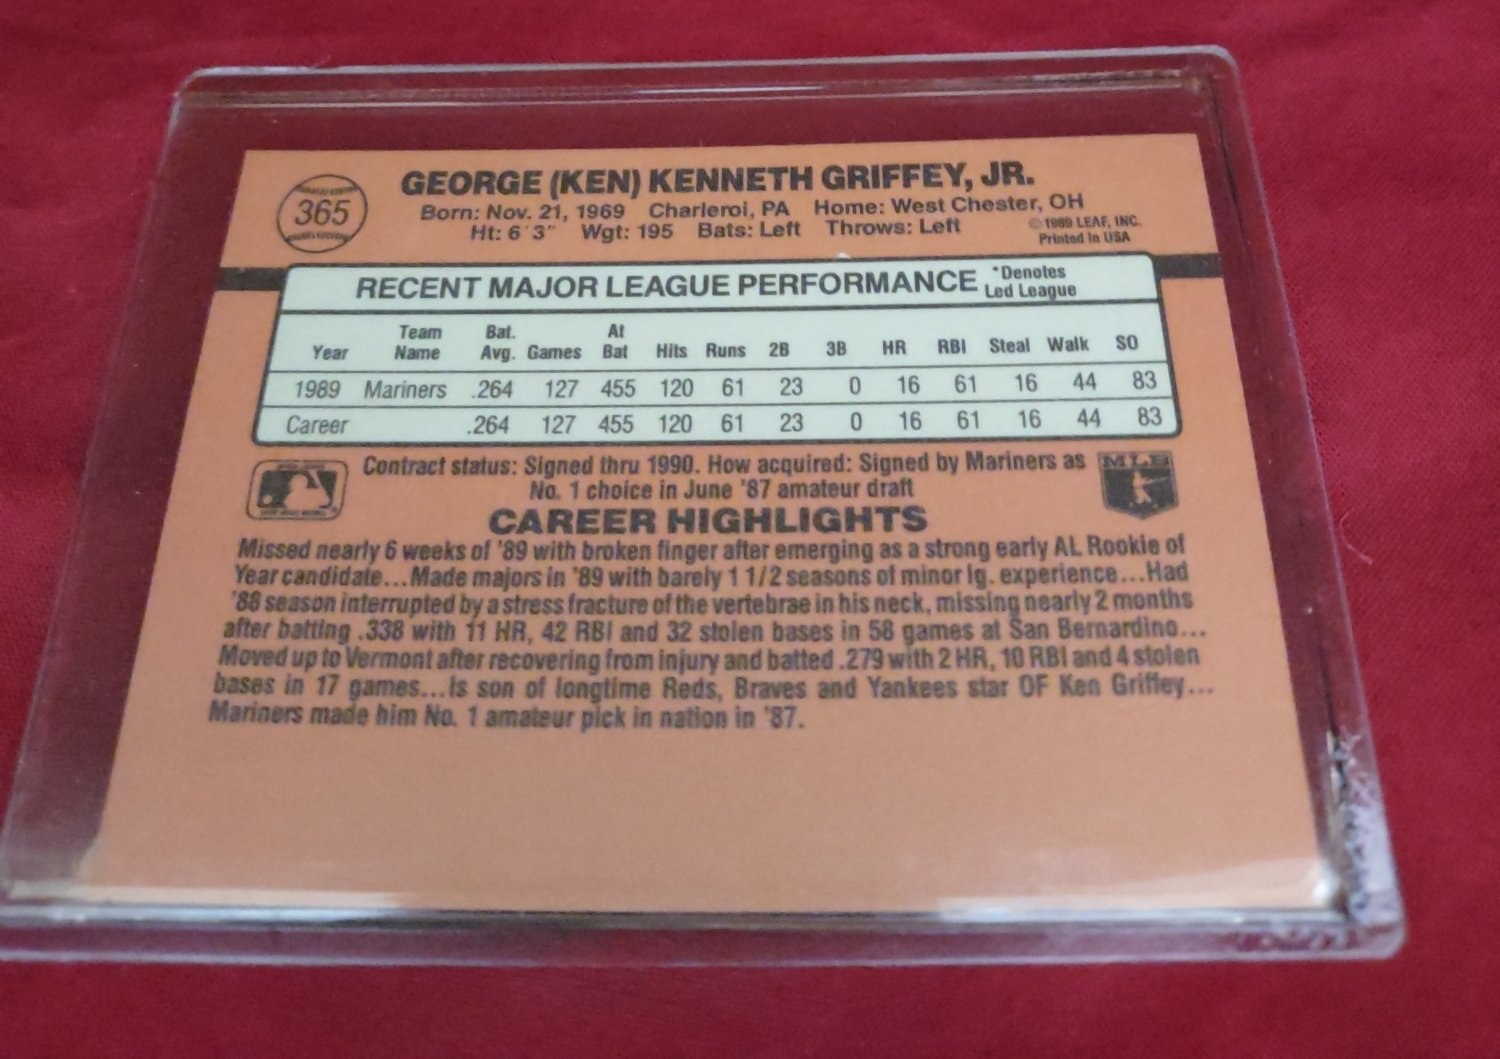 365
GEORGE (KEN) KENNETH GRIFFEY, JR.
Born: Nov. 21, 1969 Charleroi, PA Home: West Chester, OH
Ht: 6'3" Wgt: 195 Bats: Left Throws: Left
©1989 LEAF, INC.
Printed in USA
RECENT MAJOR LEAGUE PERFORMANCE *Denotes Led League
Year Team Name Bat. Avg. Games At Bat Hits Runs 2B 3B HR RBI Steal Walk SO
1989 Mariners .264 127 455 120 61 23 0 16 61 16 44 83
Career .264 127 455 120 61 23 0 16 61 16 44 83
Contract status: Signed thru 1990. How acquired: Signed by Mariners as
No. 1 choice in June '87 amateur draft
MLB
CAREER HIGHLIGHTS
Missed nearly 6 weeks of '89 with broken finger after emerging as a strong early AL Rookie of
Year candidate...Made majors in '89 with barely 1 1/2 seasons of minor lg. experience...Had
'88 season interrupted by a stress fracture of the vertebrae in his neck, missing nearly 2 months
after batting .338 with 11 HR, 42 RBI and 32 stolen bases in 58 games at San Bernardino...
Moved up to Vermont after recovering from injury and batted .279 with 2 HR, 10 RBI and 4 stolen
bases in 17 games...Is son of longtime Reds, Braves and Yankees star OF Ken Griffey...
Mariners made him No. 1 amateur pick in nation in '87.